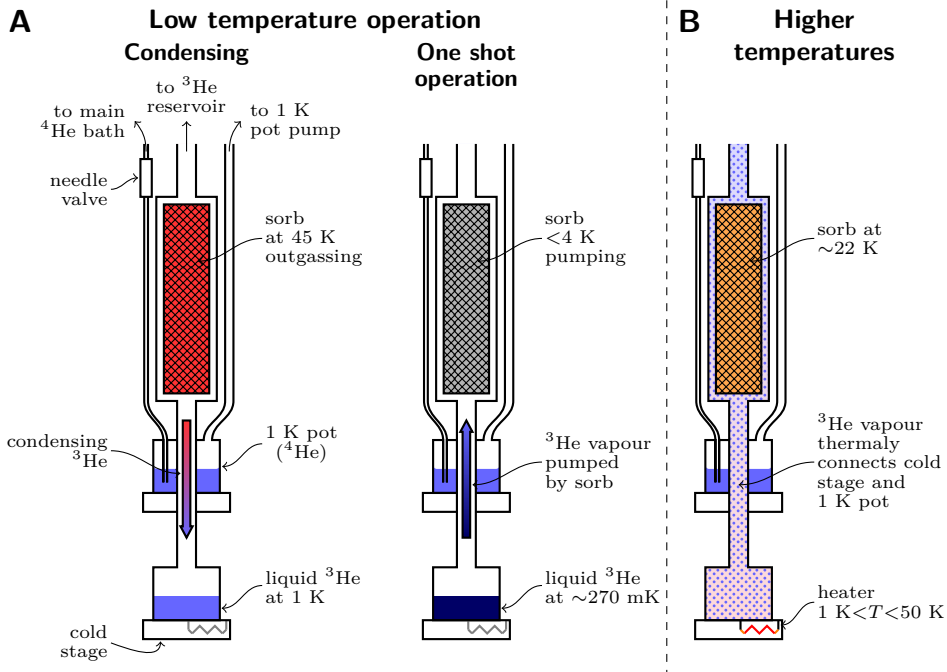 A
Low temperature operation
Condensing
to main
⁴He bath
to ³He
reservoir
to 1 K
pot pump
needle
valve
sorb
at 45 K
outgassing
condensing
³He
1 K pot
(⁴He)
liquid ³He
at 1 K
cold
stage
One shot
operation
sorb
<4 K
pumping
³He vapour
pumped
by sorb
liquid ³He
at ~270 mK
B
Higher
temperatures
sorb at
~22 K
³He vapour
thermaly
connects cold
stage and
1 K pot
heater
1 K<T<50 K